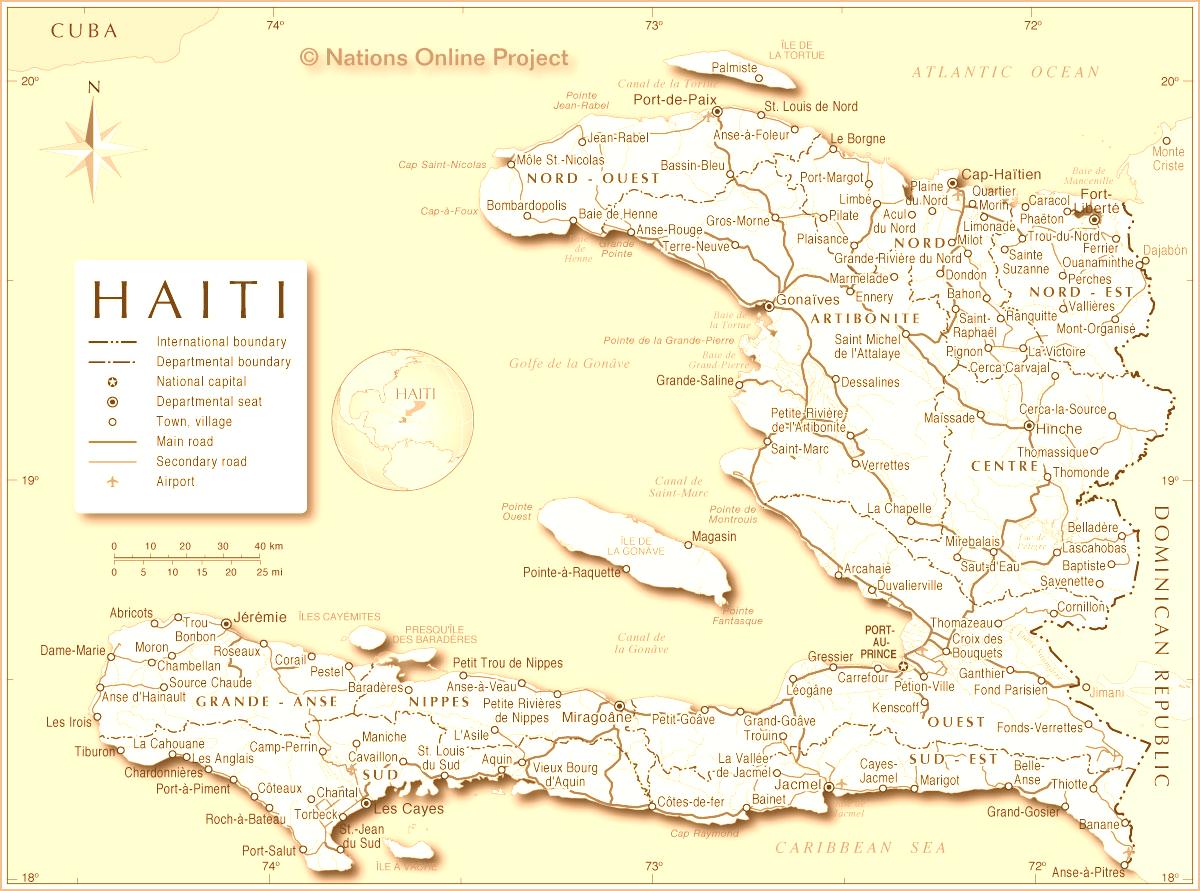 CUBA
74°
73°
72°
© Nations Online Project
ÎLE DE
LA TORTUE
Palmiste
ATLANTIC OCEAN
20°
20°
N
Canal de la Tortue
Pointe
Jean-Rabel
Port-de-Paix
St. Louis de Nord
Jean-Rabel
Anse-à-Foleur
Le Borgne
Monte
Criste
Cap Saint-Nicolas
Môle St.-Nicolas
Bassin-Bleu
NORD - OUEST
Port-Margot
Plaine
du Nord
Cap-Haïtien
Baie de
Mancenille
Quartier
Morin
Caracol
Fort-
Liberté
Cap-à-Foux
Bombardopolis
Baie de Henne
Limbé
Acul
du Nord
Limonade
Phaëton
Gros-Morne
Pilate
Anse-Rouge
Terre-Neuve
Plaisance
NORD
Milot
Trou-du-Nord
Ferrier
Dajabón
de
Henne
Grande
Pointe
Grande-Rivière du Nord
Sainte
Suzanne
Ouanaminthe
Marmelade
Dondon
Perches
NORD - EST
Ennery
Bahon
Vallières
HAITI
Gonaïves
ARTIBONITE
Saint-
Raphaël
Ranguitte
Mont-Organisé
Baie de
la Tortue
Pointe de la Grande-Pierre
Baie de
Grand Pierre
Saint Michel
de l'Attalaye
Pignon
La-Victoire
Cerca-Carvajal
International boundary
Departmental boundary
National capital
Departmental seat
Town, village
Main road
Secondary road
Airport
HAITI
Golfe de la Gonâve
Grande-Saline
Dessalines
Petite-Rivière-
de-l'Artibonite
Maïssade
Cerca-la-Source
Hinche
Saint-Marc
Thomassique
Verrettes
CENTRE
Thomonde
19°
19°
Canal de
Saint-Marc
Pointe
Ouest
Pointe de
Montrouis
La Chapelle
Magasin
ÎLE DE
LA GONÂVE
Belladère
Mirebalais
Lascahobas
Saut-d'Eau
Baptiste
0 10 20 30 40 km
0 5 10 15 20 25 mi
Pointe-à-Raquette
Arcahaie
Duvalierville
Savenette
Cornillon
Pointe
Fantasque
DOMINICAN REPUBLIC
Abricots
Trou
Bonbon
Jérémie
ÎLES CAYÉMITES
PRESQU'ÎLE
DES BARADÈRES
Canal de
la Gonâve
PORT-
AU-
PRINCE
Thomazeau
Croix des
Bouquets
Dame-Marie
Moron
Roseaux
Chambellan
Corail
Pestel
Petit Trou de Nippes
Gressier
Carrefour
Ganthier
Fond Parisien
Jimani
Source Chaude
Anse d'Hainault
GRANDE - ANSE
Baradères
NIPPES
Anse-à-Veau
Petite Rivières
de Nippes
Miragoâne
Léogâne
Pétion-Ville
Kenscoff
Les Irois
Petit-Goâve
Grand-Goâve
Trouin
OUEST
Fonds-Verrettes
Tiburon
La Cahouane
Les Anglais
Camp-Perrin
Maniche
L'Asile
Cavaillon
St. Louis
du Sud
Aquin
Vieux Bourg
d'Aquin
La Vallée
de Jacmel
SUD - EST
Chardonnières
Port-à-Piment
SUD
Cayes-
Jacmel
Marigot
Belle-
Anse
Thiotte
Côteaux
Chantal
Les Cayes
Côtes-de-fer
Bainet
Jacmel
Roch-à-Bateau
Torbeck
St.-Jean
du Sud
Cap Raymond
Jacmel
Grand-Gosier
Banane
Port-Salut
ÎLE À VACHE
CARIBBEAN SEA
Anse-à-Pitres
18°
74°
73°
72°
18°